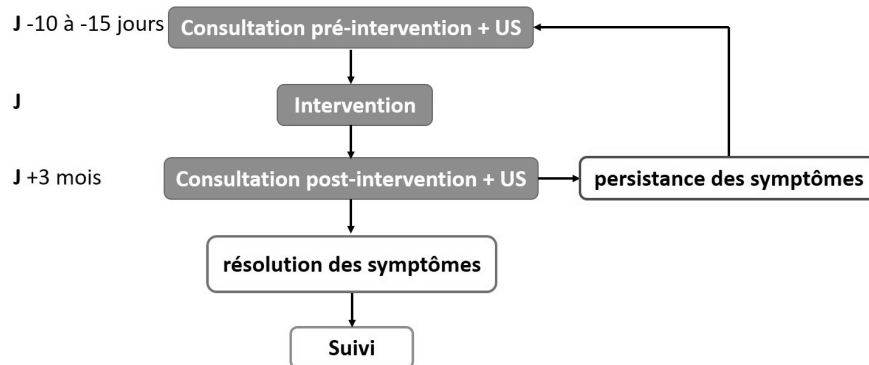 J -10 à -15 jours
Consultation pré-intervention + US
J
Intervention
J +3 mois
Consultation post-intervention + US
persistance des symptômes
résolution des symptômes
Suivi